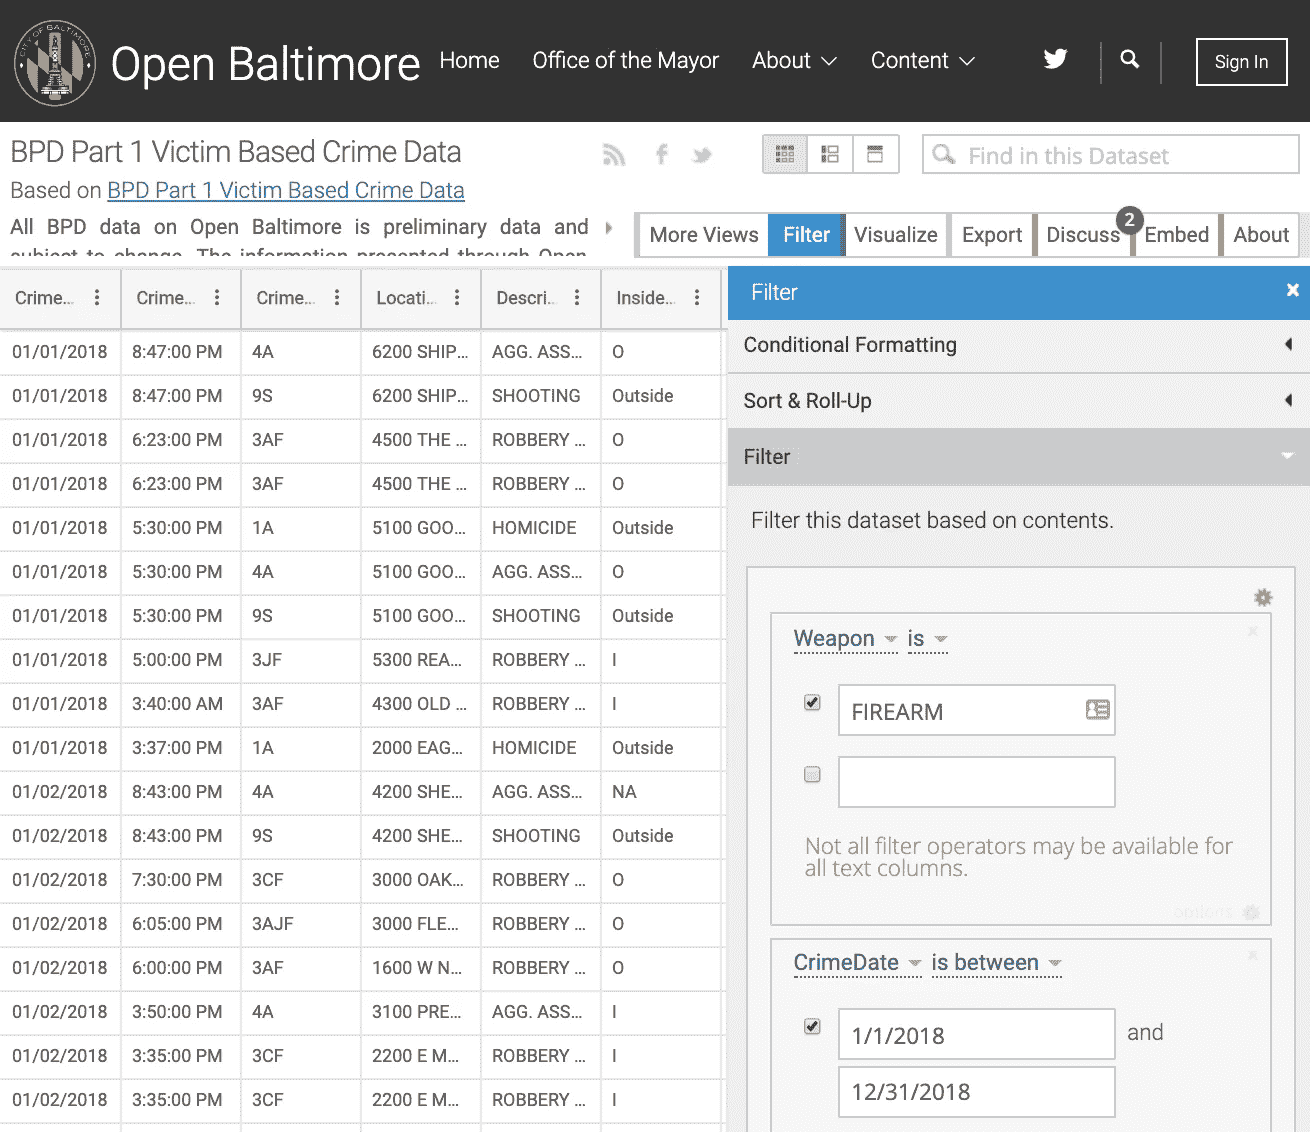 CITY OF BALTIMORE
Open Baltimore
Home Office of the Mayor About Content
Sign In
BPD Part 1 Victim Based Crime Data
Based on BPD Part 1 Victim Based Crime Data
All BPD data on Open Baltimore is preliminary data and
subject to change. The information presented through Open
Find in this Dataset
More Views Filter Visualize Export Discuss 2 Embed About
Crime... Crime... Crime... Locati... Descri... Inside...
01/01/2018 8:47:00 PM 4A 6200 SHIP... AGG. ASS... O
01/01/2018 8:47:00 PM 9S 6200 SHIP... SHOOTING Outside
01/01/2018 6:23:00 PM 3AF 4500 THE ... ROBBERY ... O
01/01/2018 6:23:00 PM 3AF 4500 THE ... ROBBERY ... O
01/01/2018 5:30:00 PM 1A 5100 GOO... HOMICIDE Outside
01/01/2018 5:30:00 PM 4A 5100 GOO... AGG. ASS... O
01/01/2018 5:30:00 PM 9S 5100 GOO... SHOOTING Outside
01/01/2018 5:00:00 PM 3JF 5300 REA... ROBBERY ... I
01/01/2018 3:40:00 AM 3AF 4300 OLD ... ROBBERY ... I
01/01/2018 3:37:00 PM 1A 2000 EAG... HOMICIDE Outside
01/02/2018 8:43:00 PM 4A 4200 SHE... AGG. ASS... NA
01/02/2018 8:43:00 PM 9S 4200 SHE... SHOOTING Outside
01/02/2018 7:30:00 PM 3CF 3000 OAK... ROBBERY ... O
01/02/2018 6:05:00 PM 3AJF 3000 FLE... ROBBERY ... O
01/02/2018 6:00:00 PM 3AF 1600 W N... ROBBERY ... O
01/02/2018 3:50:00 PM 4A 3100 PRE... AGG. ASS... I
01/02/2018 3:35:00 PM 3CF 2200 E M... ROBBERY ... I
01/02/2018 3:35:00 PM 3CF 2200 E M... ROBBERY ... I
Filter
Conditional Formatting
Sort & Roll-Up
Filter
Filter this dataset based on contents.
Weapon is
FIREARM
Not all filter operators may be available for
all text columns.
options
CrimeDate is between
1/1/2018 and
12/31/2018